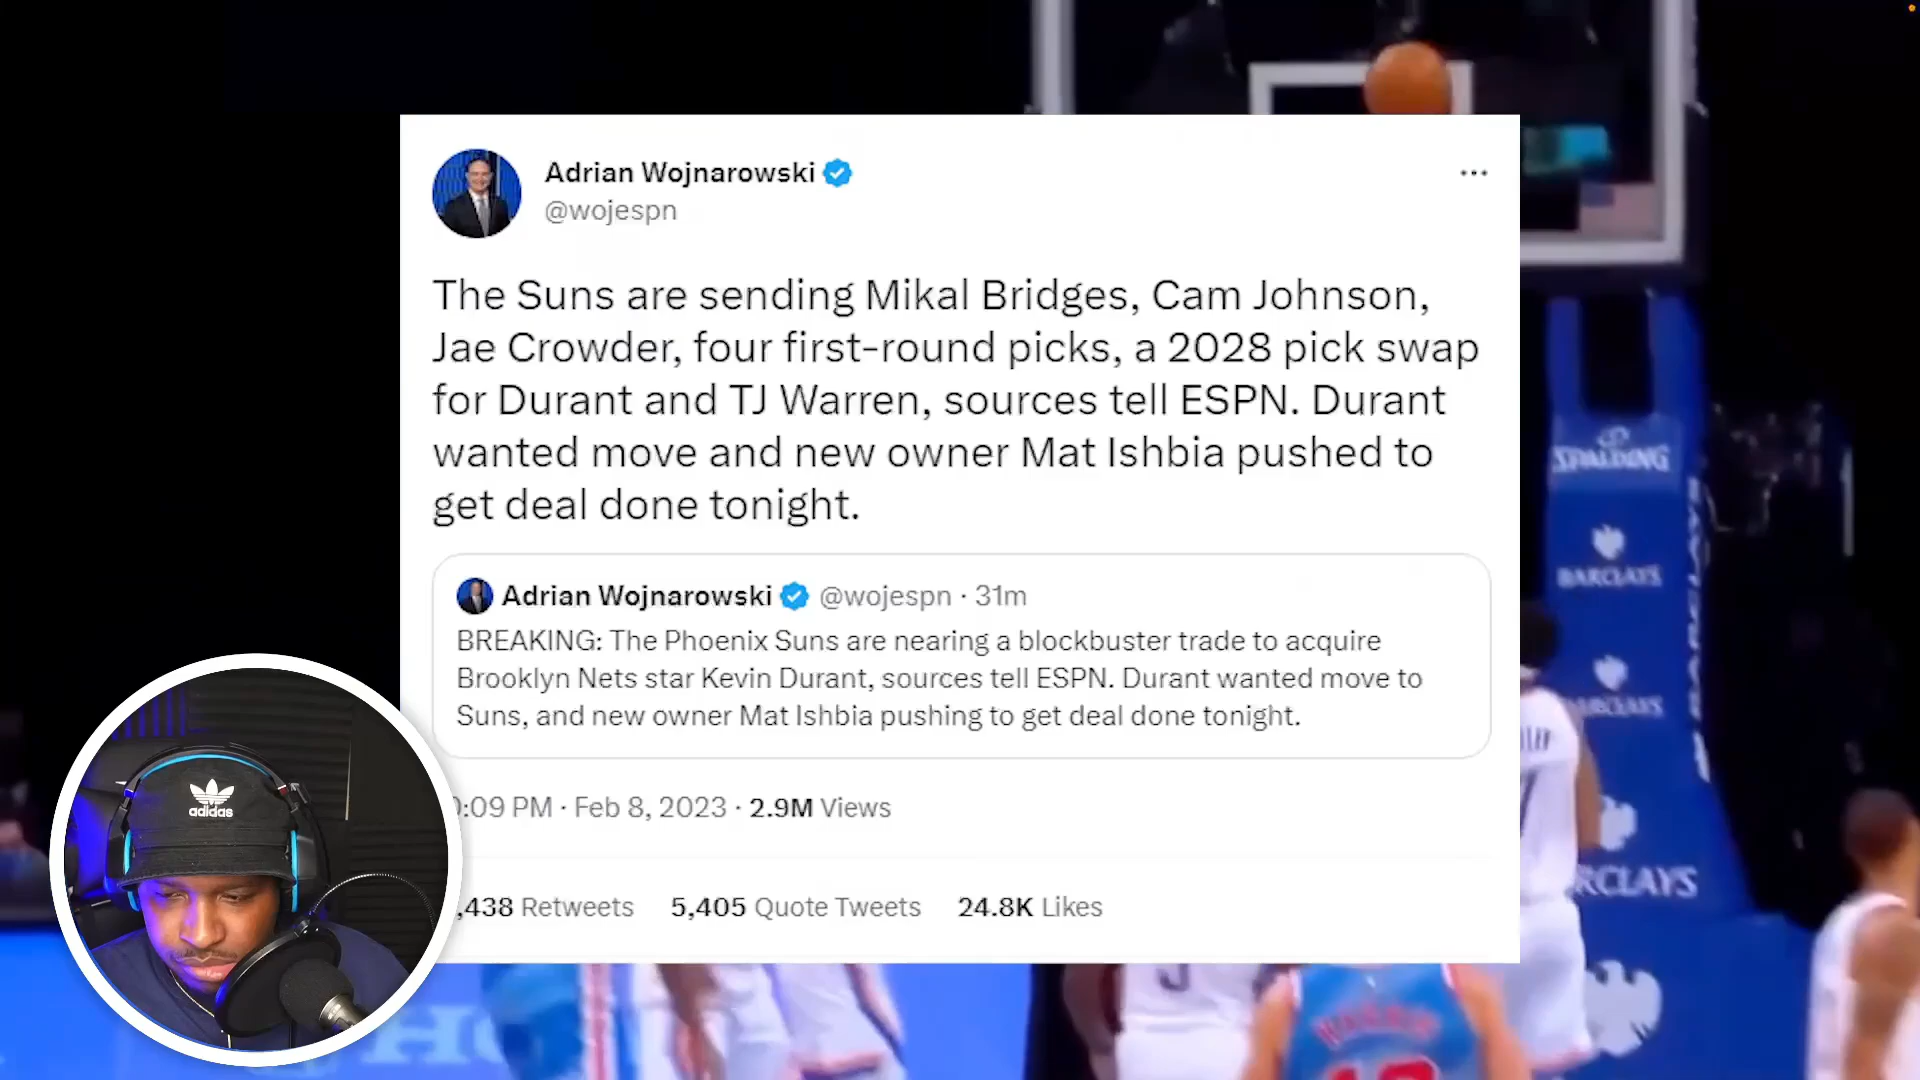 Adrian Wojnarowski
@wojespn
The Suns are sending Mikal Bridges, Cam Johnson,
Jae Crowder, four first-round picks, a 2028 pick swap
for Durant and TJ Warren, sources tell ESPN. Durant
wanted move and new owner Mat Ishbia pushed to
get deal done tonight.
Adrian Wojnarowski @wojespn · 31m
BREAKING: The Phoenix Suns are nearing a blockbuster trade to acquire
Brooklyn Nets star Kevin Durant, sources tell ESPN. Durant wanted move to
Suns, and new owner Mat Ishbia pushing to get deal done tonight.
:09 PM · Feb 8, 2023 · 2.9M Views
,438 Retweets 5,405 Quote Tweets 24.8K Likes
adidas
SPALDING
BARCLAYS
BARCLAYS
RCLAYS